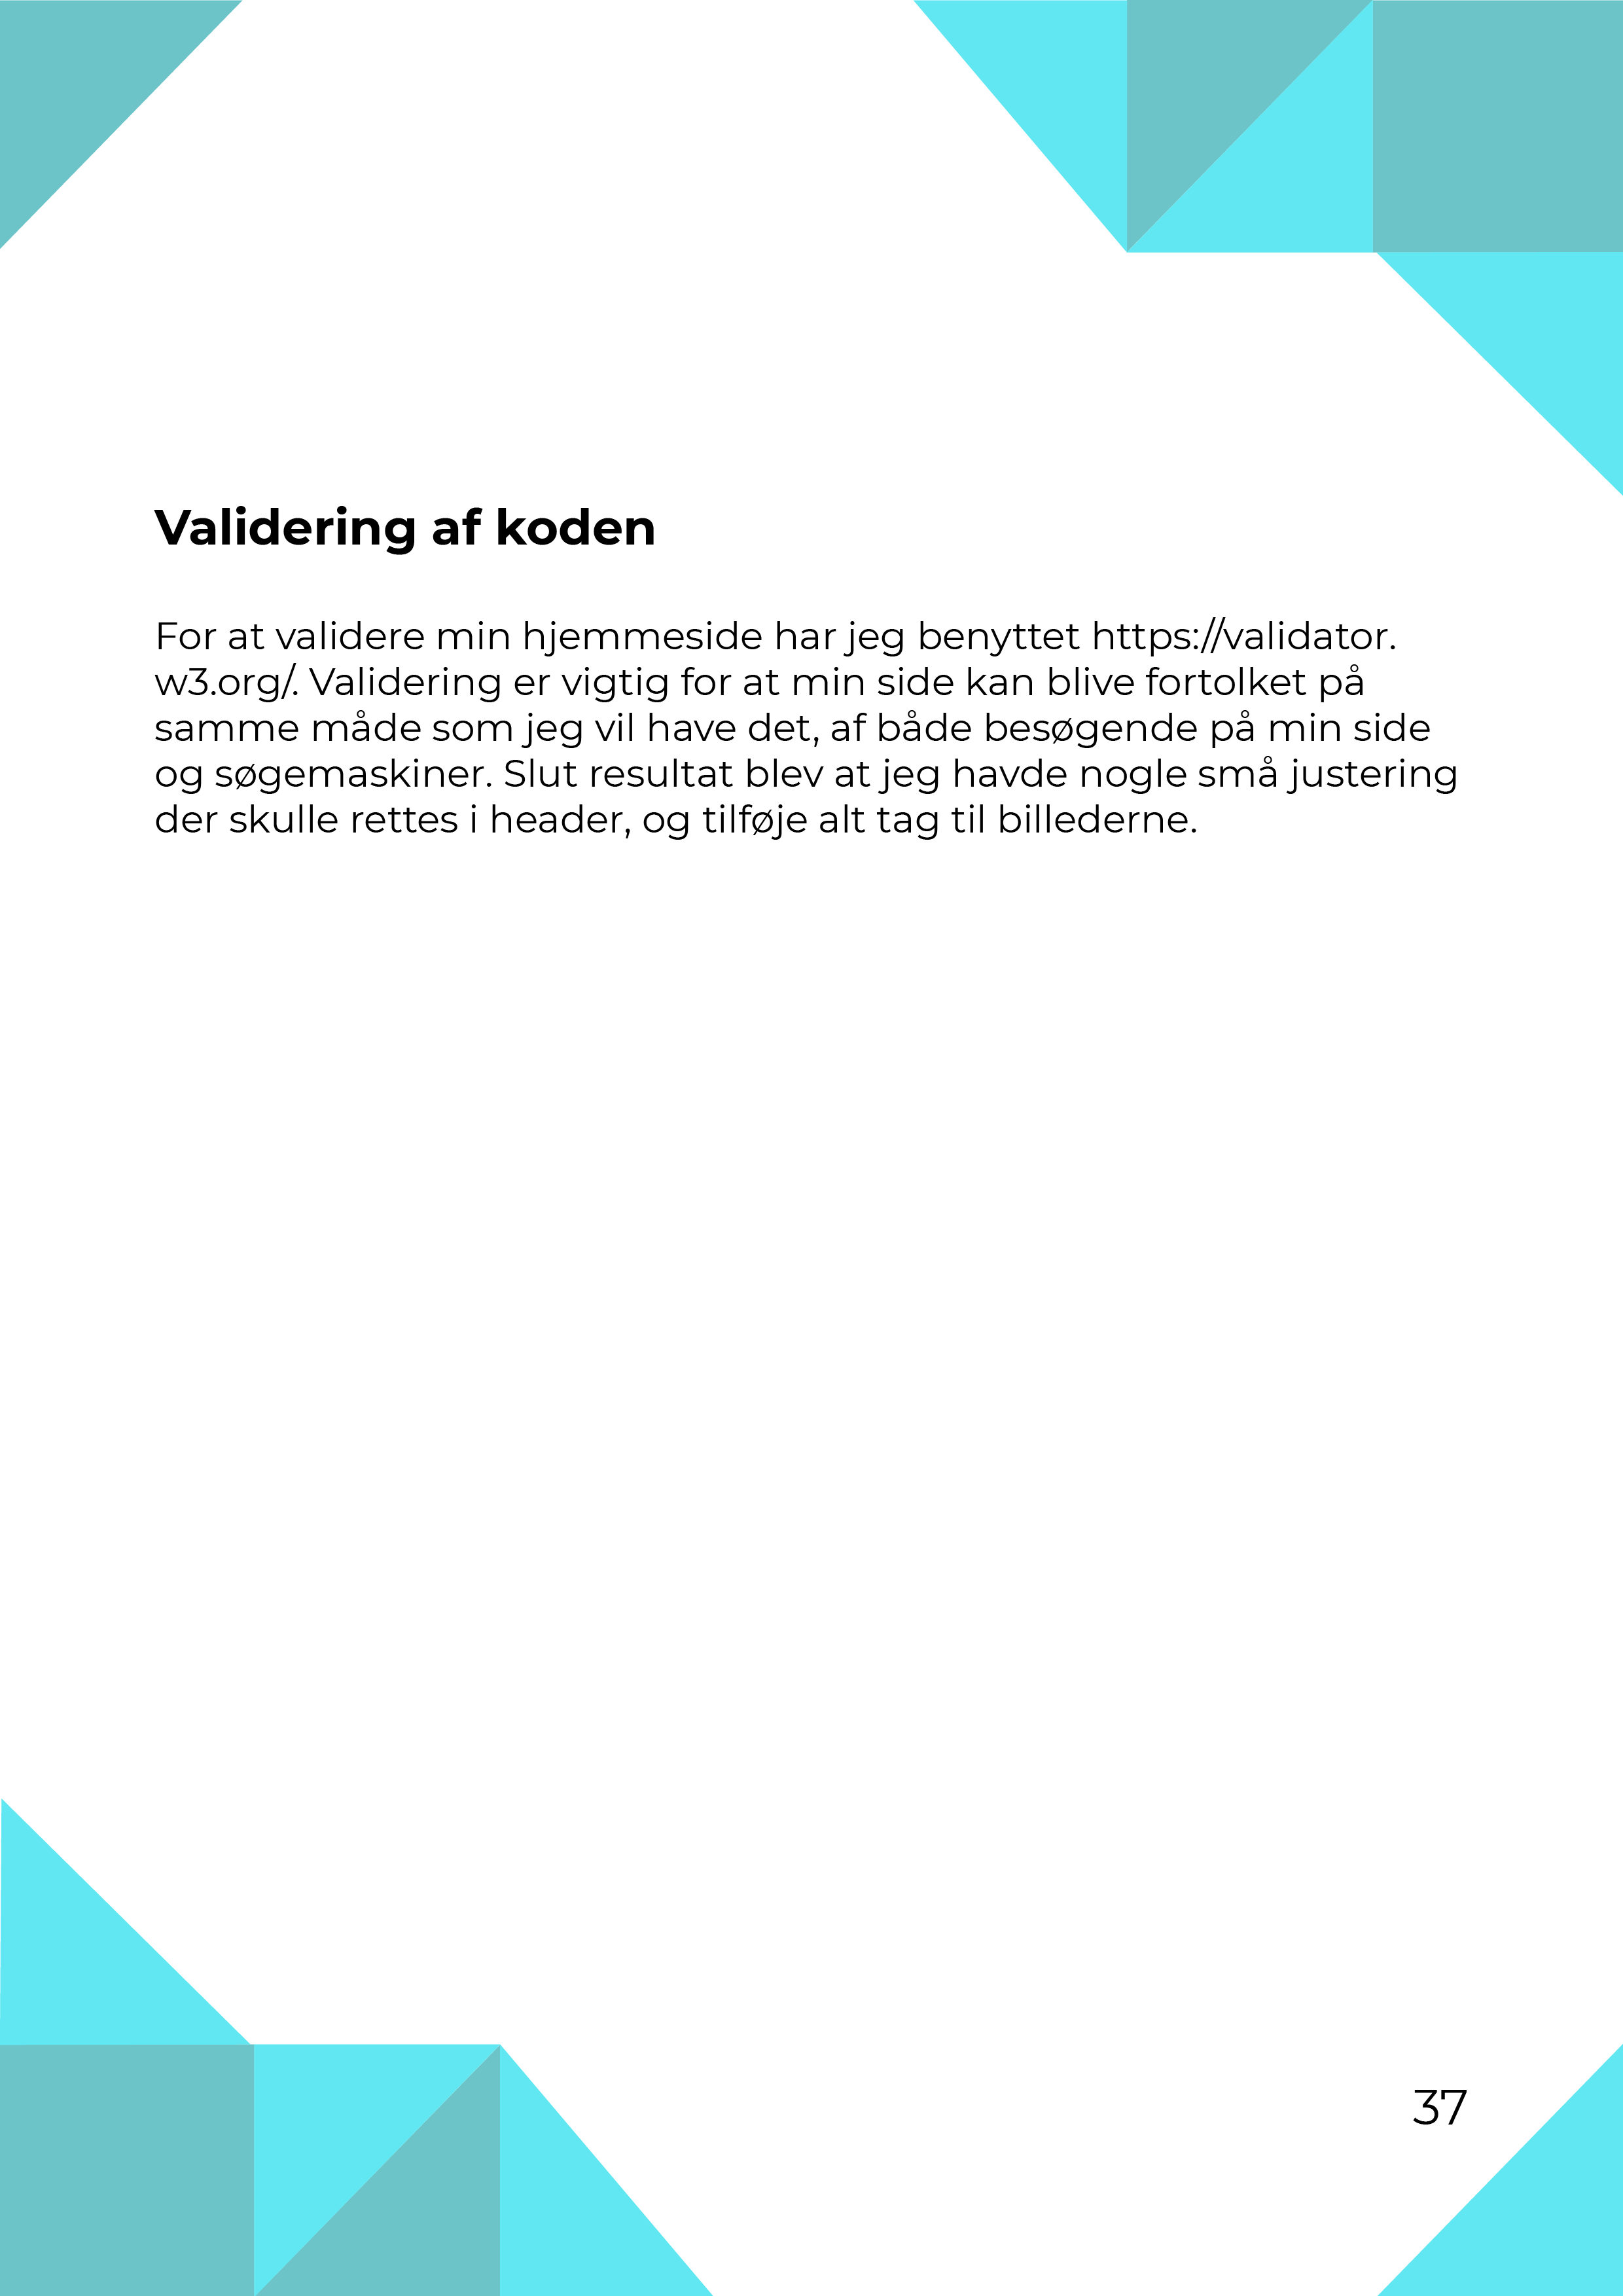 Validering af koden
For at validere min hjemmeside har jeg benyttet https://validator.
w3.org/. Validering er vigtig for at min side kan blive fortolket på
samme måde som jeg vil have det, af både besøgende på min side
og søgemaskiner. Slut resultat blev at jeg havde nogle små justering
der skulle rettes i header, og tilføje alt tag til billederne.
37